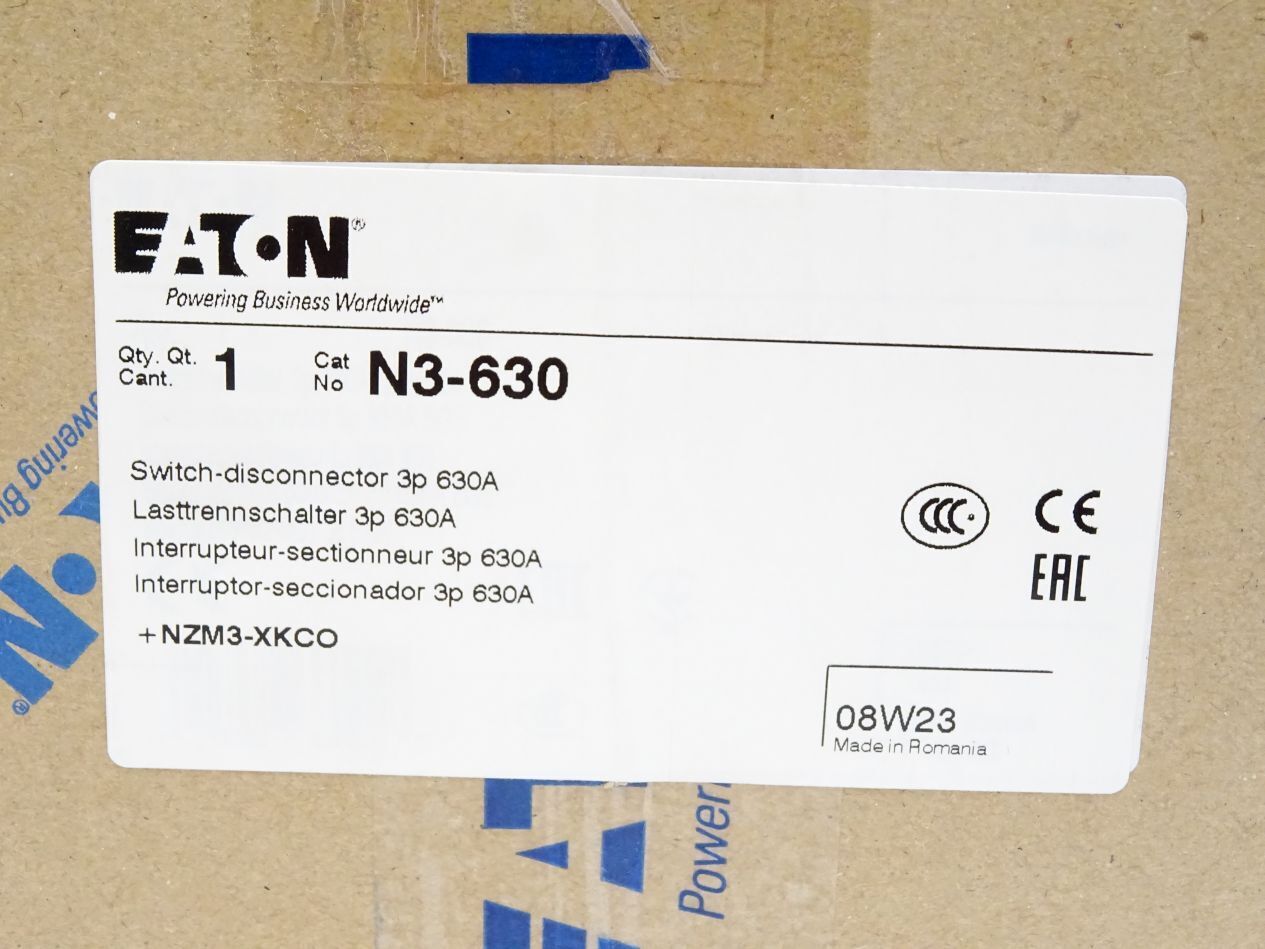 EATON®
Powering Business Worldwide™
Qty. Qt. Cant. 1 Cat No N3-630
Switch-disconnector 3p 630A
Lasttrennschalter 3p 630A
Interrupteur-sectionneur 3p 630A
Interruptor-seccionador 3p 630A
+NZM3-XKCO
CCC
CE
EAC
08W23
Made in Romania